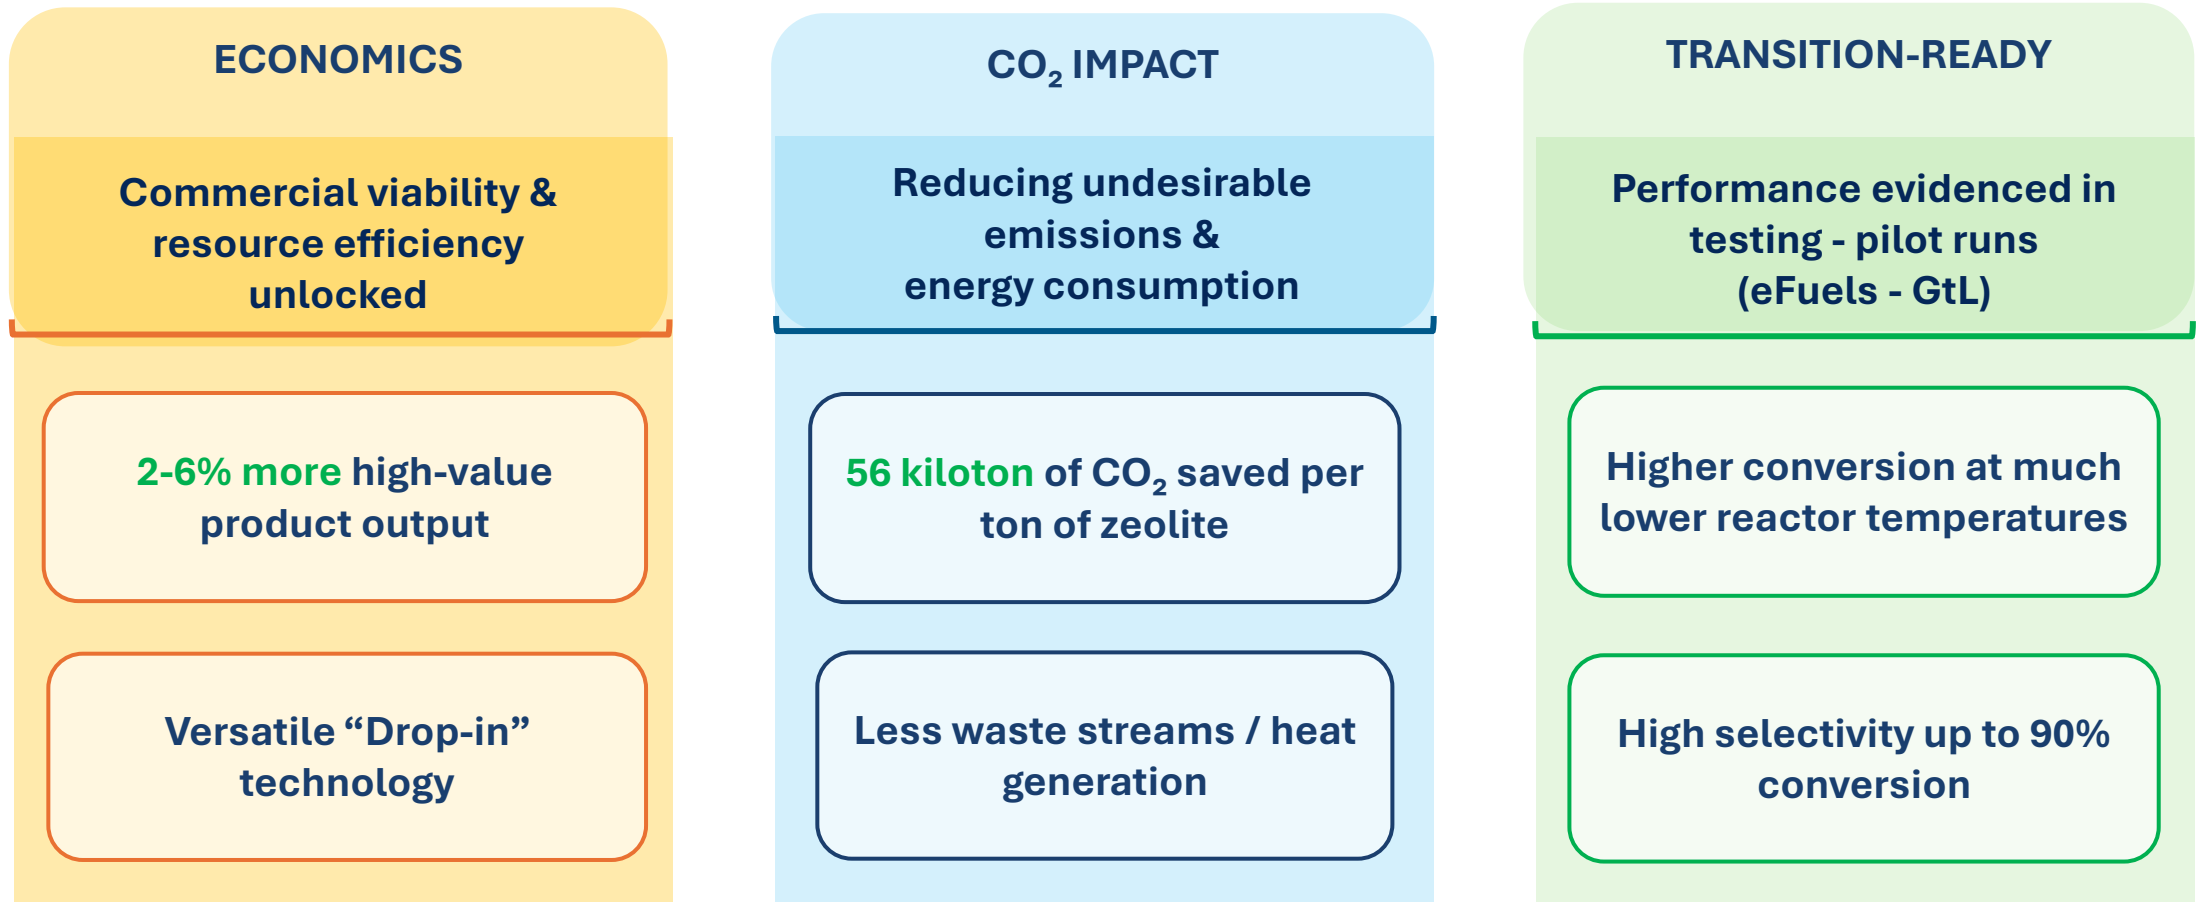 ECONOMICS
Commercial viability &
resource efficiency
unlocked
2-6% more high-value
product output
Versatile “Drop-in”
technology
CO₂ IMPACT
Reducing undesirable
emissions &
energy consumption
56 kiloton of CO₂ saved per
ton of zeolite
Less waste streams / heat
generation
TRANSITION-READY
Performance evidenced in
testing - pilot runs
(eFuels - GtL)
Higher conversion at much
lower reactor temperatures
High selectivity up to 90%
conversion